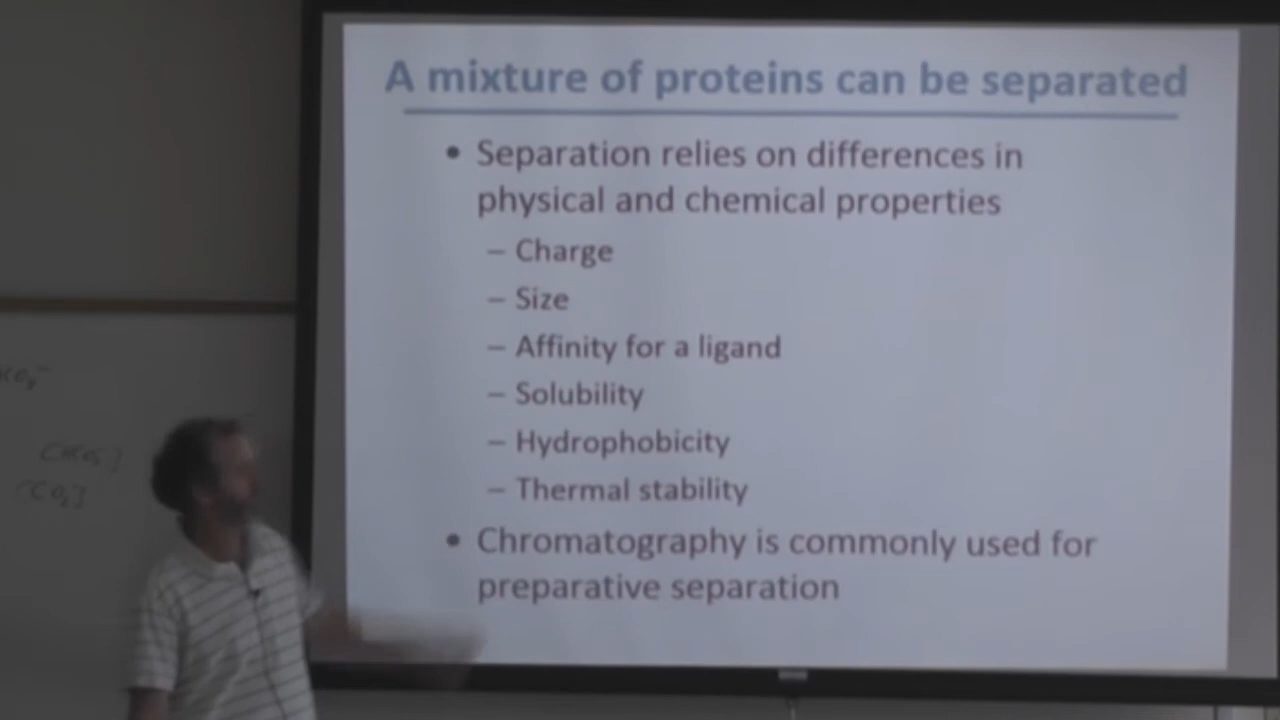 A mixture of proteins can be separated
• Separation relies on differences in
physical and chemical properties
– Charge
– Size
– Affinity for a ligand
– Solubility
– Hydrophobicity
– Thermal stability
• Chromatography is commonly used for
preparative separation
[CO₂]